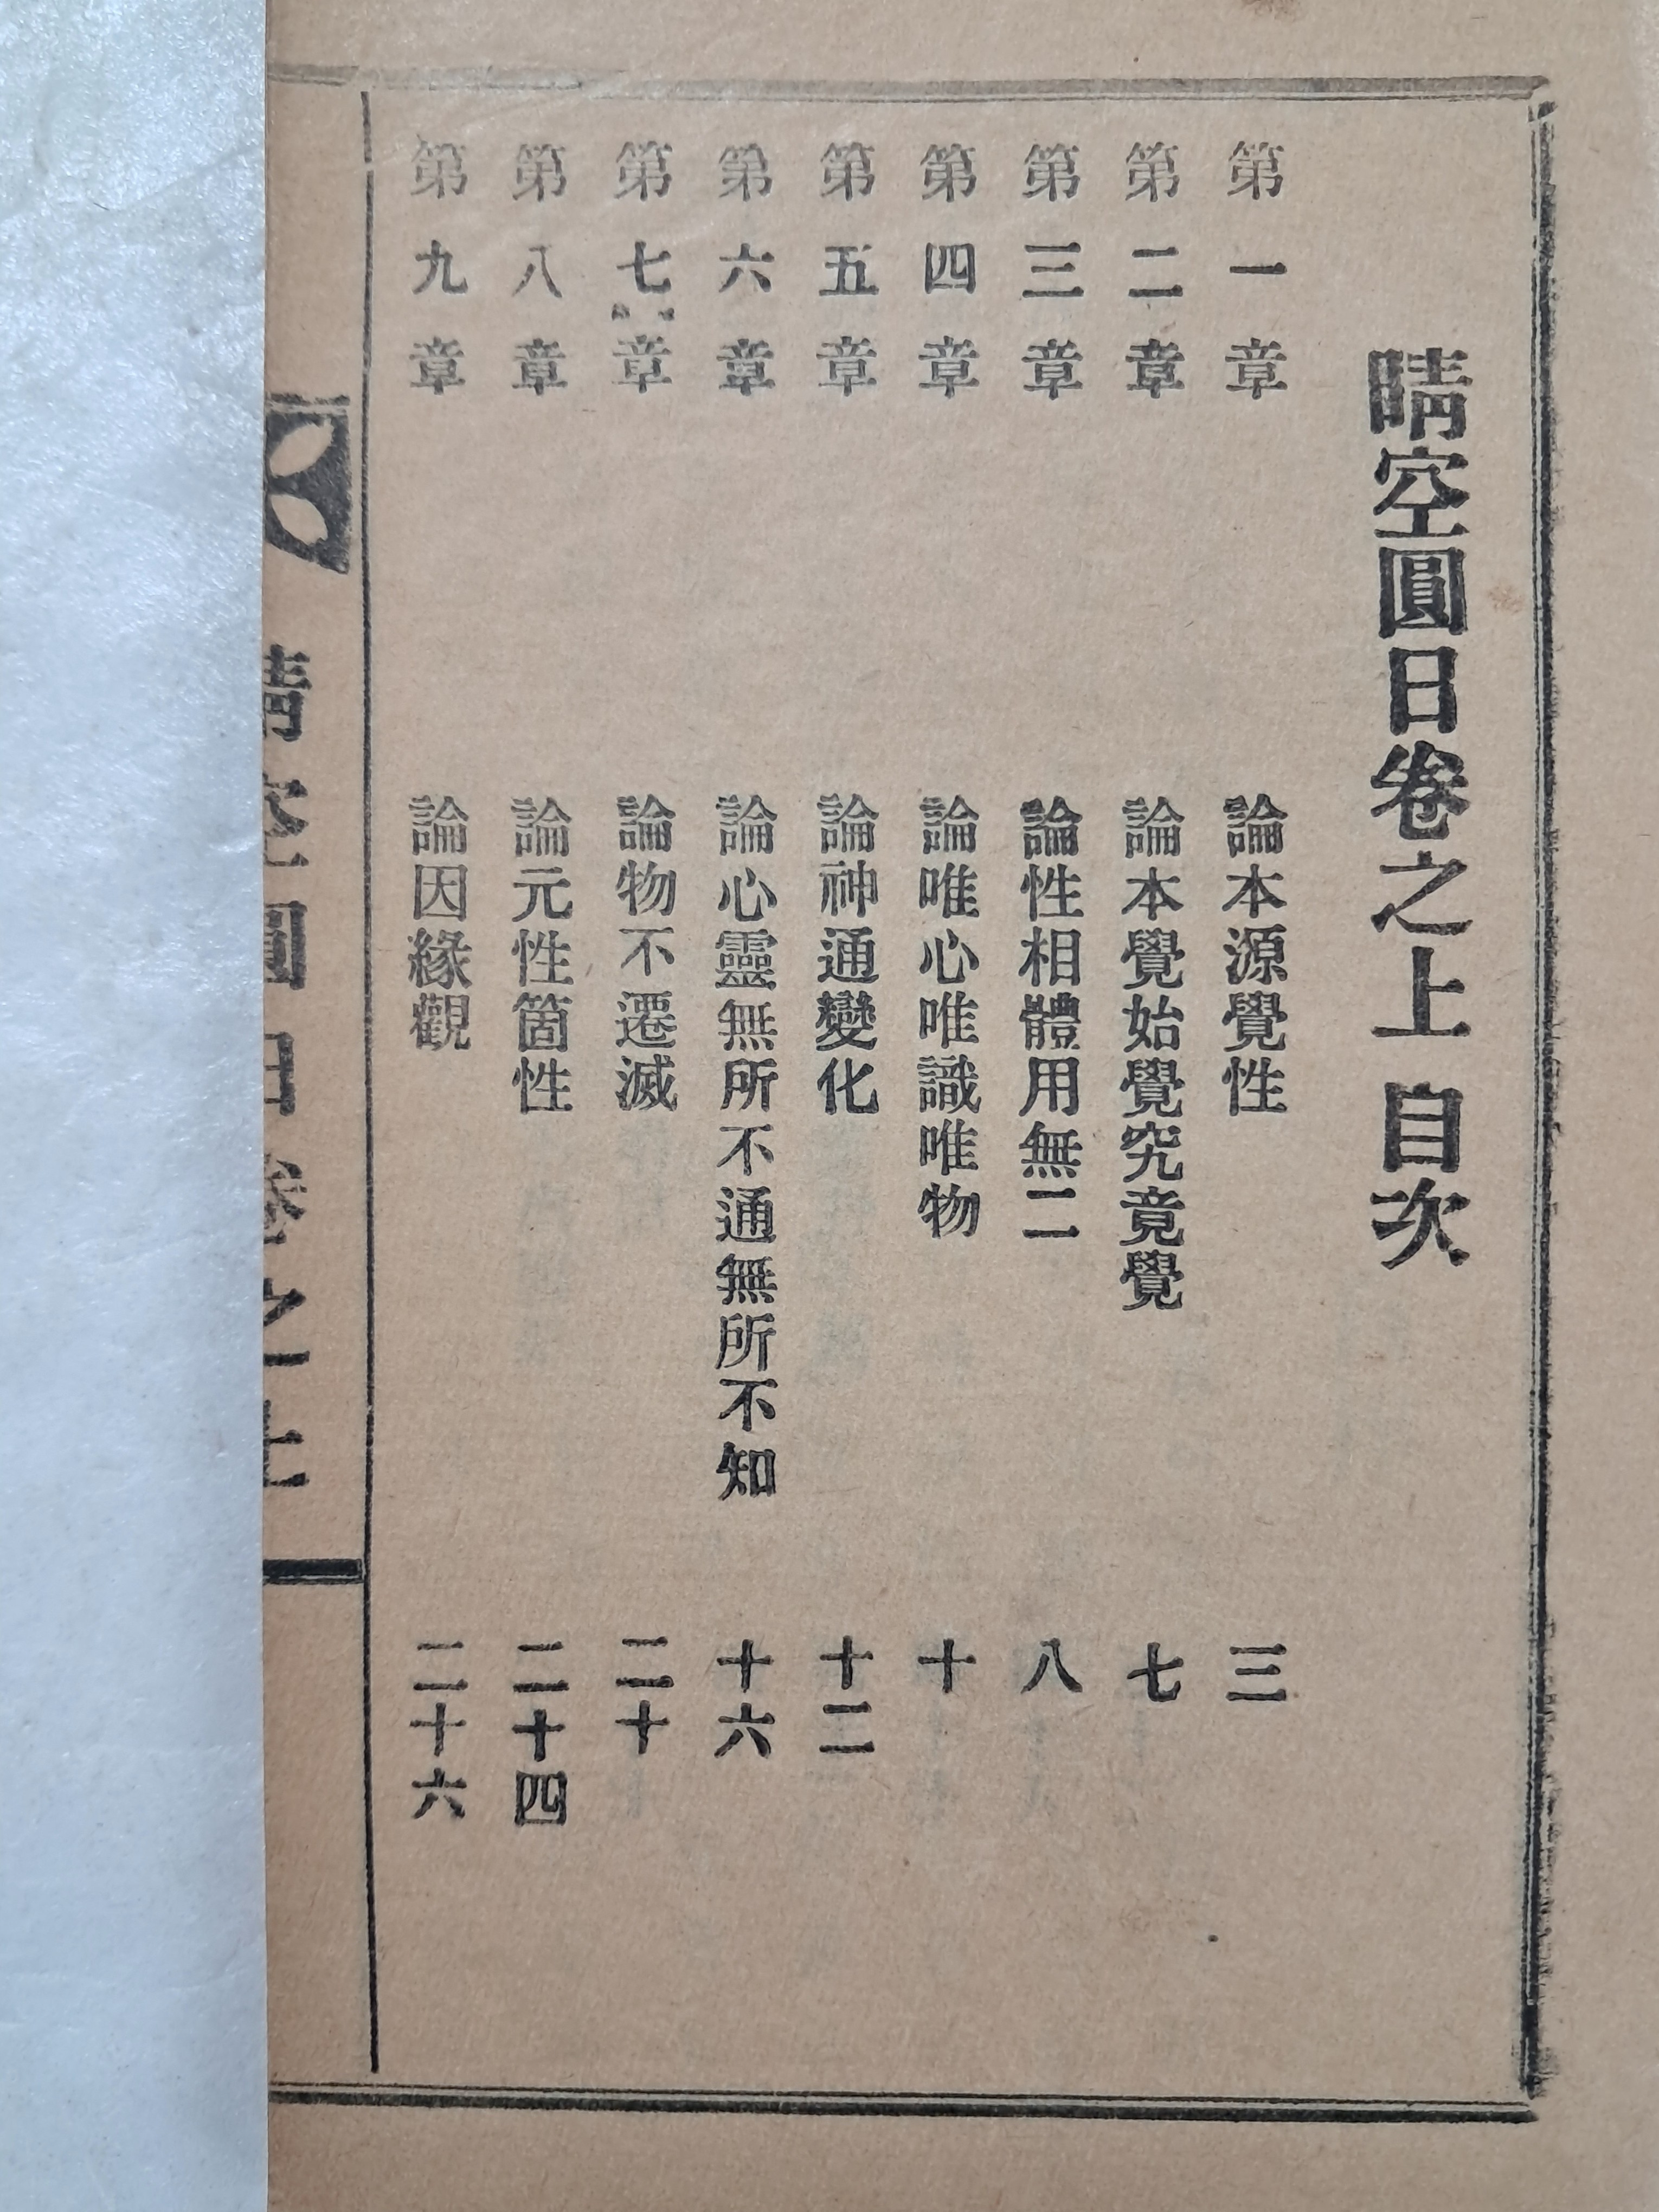 晴空圓日卷之上 目次
第一章 論本源覺性 三
第二章 論本覺始覺究竟覺 七
第三章 論性相體用無二 八
第四章 論唯心唯識唯物 十
第五章 論神通變化 十二
第六章 論心靈無所不通無所不知 十六
第七章 論物不遷滅 二十
第八章 論元性箇性 二十四
第九章 論因緣觀 二十六
晴空圓日卷之上